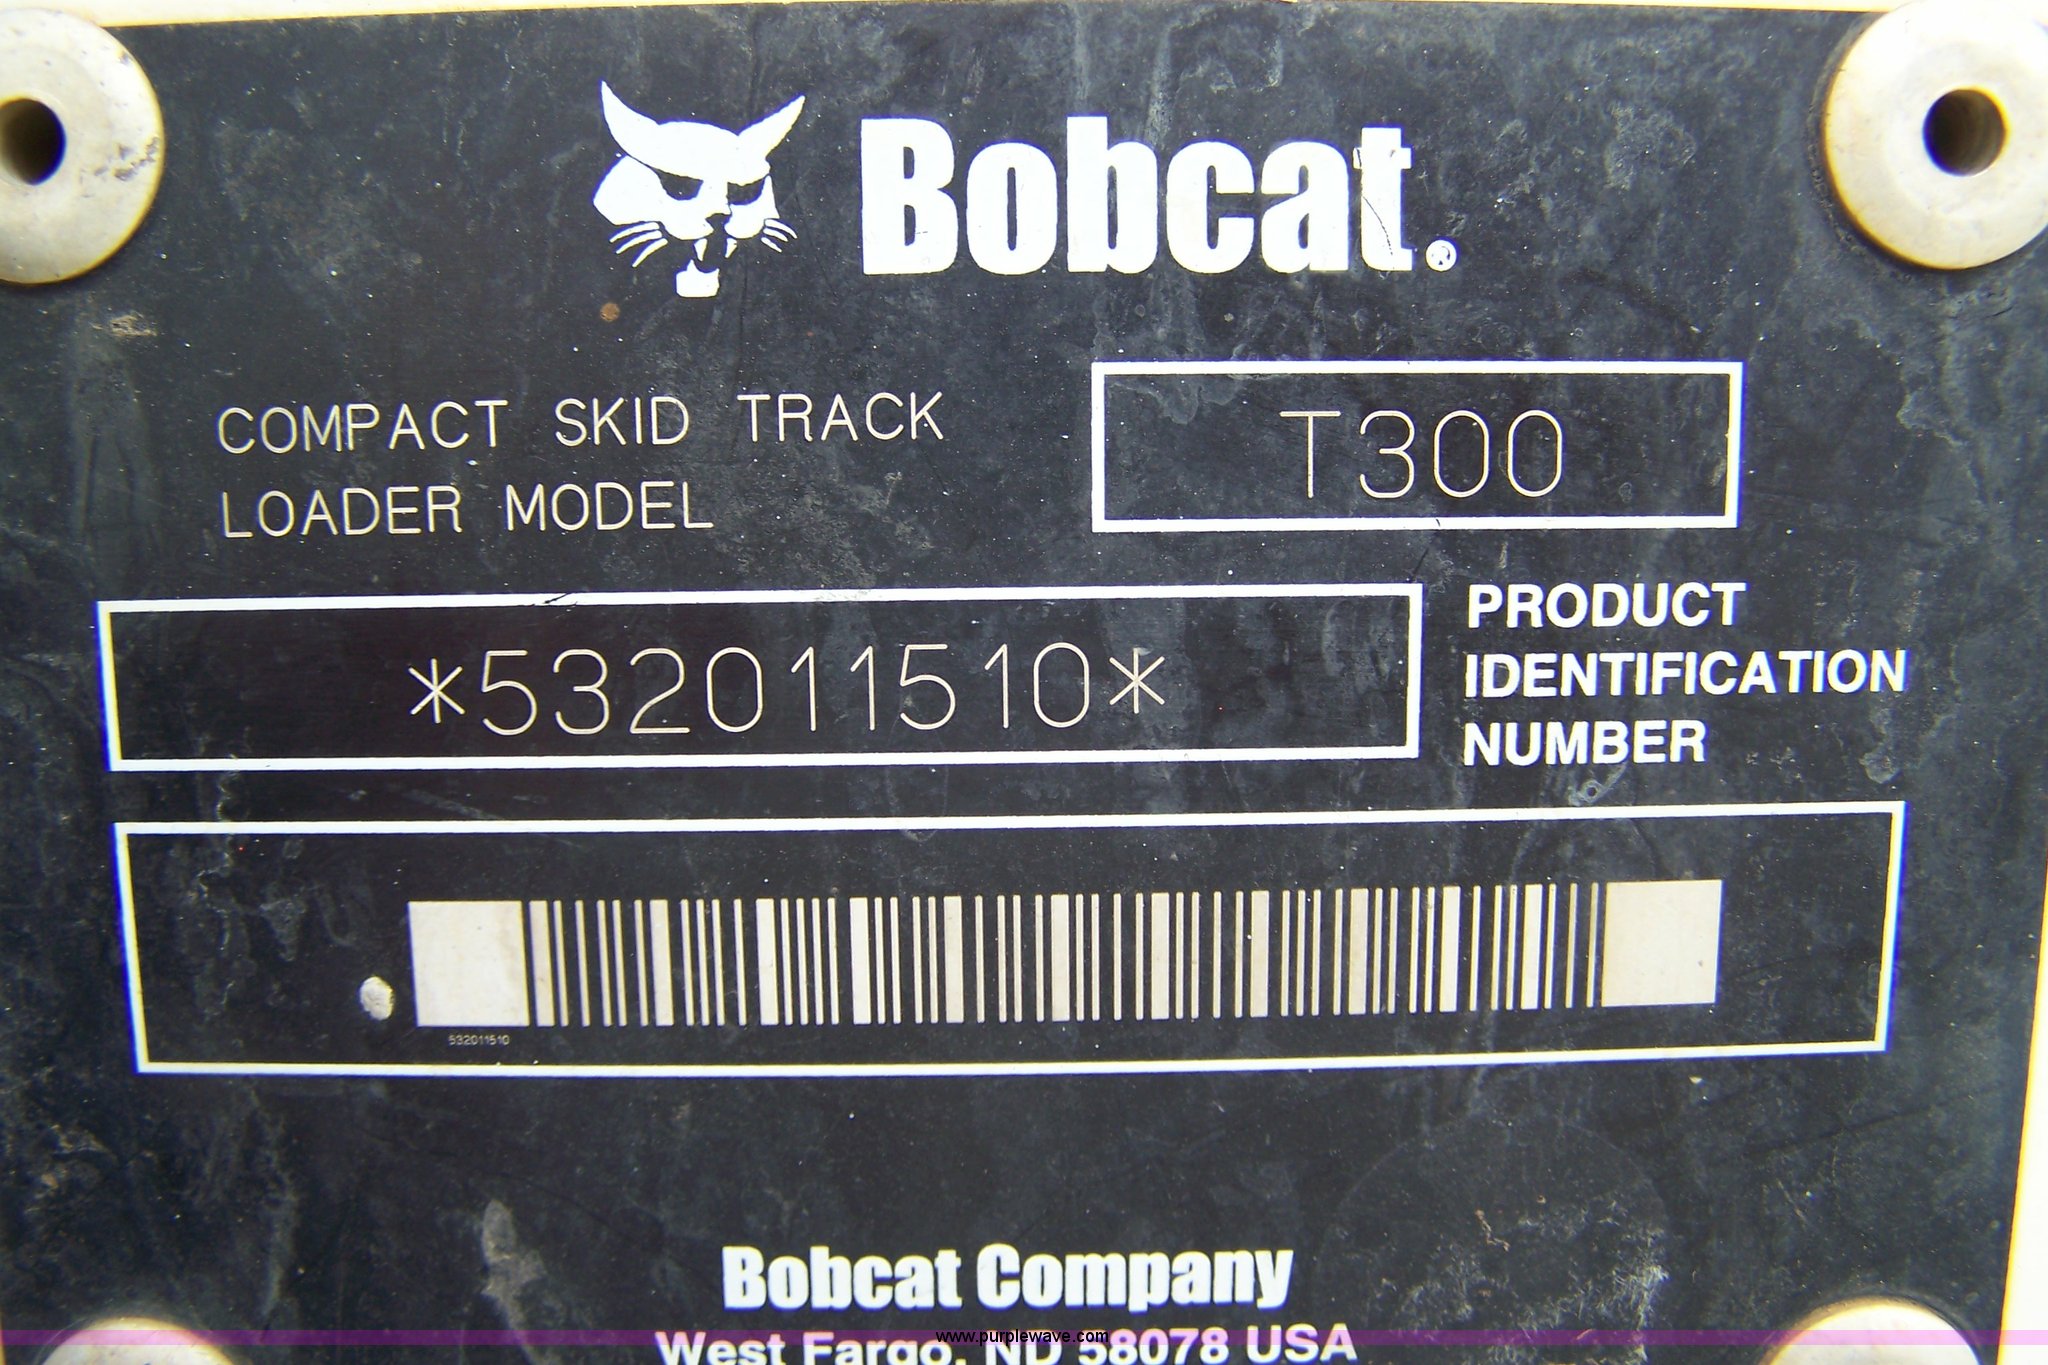 Bobcat®
COMPACT SKID TRACK
LOADER MODEL
T300
*532011510*
PRODUCT
IDENTIFICATION
NUMBER
532011510
Bobcat Company
West Fargo, ND 58078 USA
www.purplewave.com